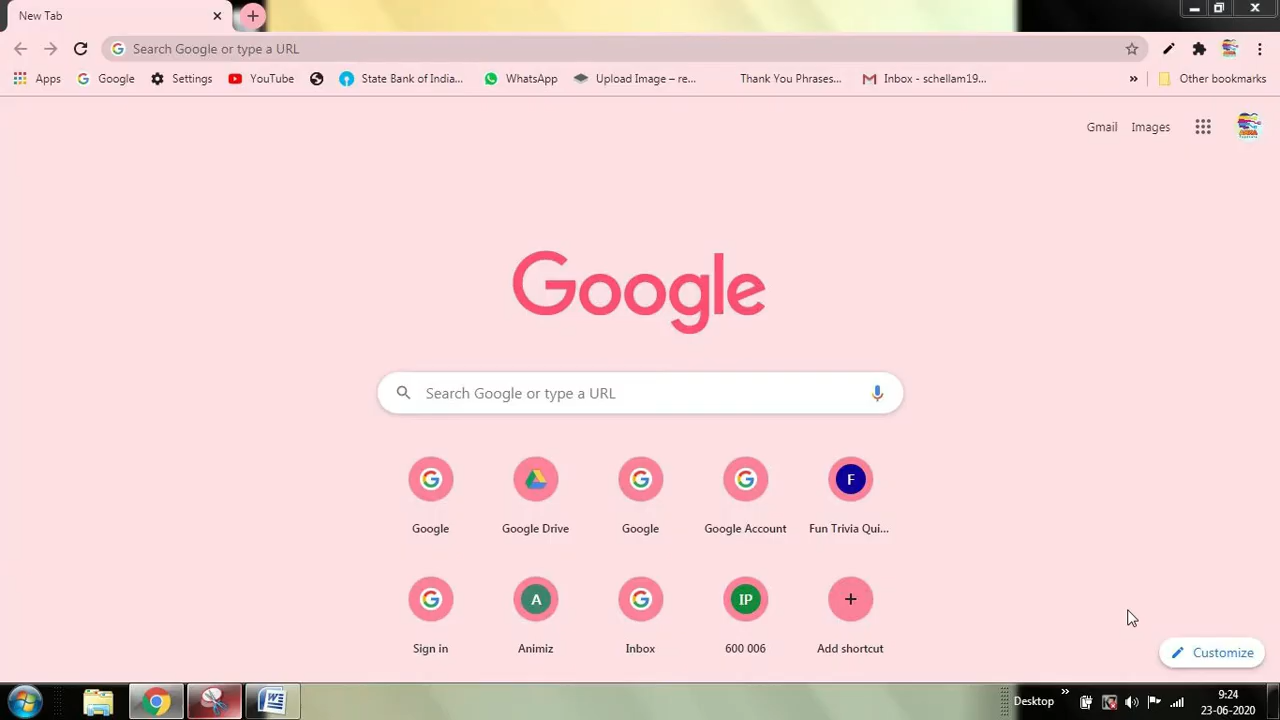 New Tab
Search Google or type a URL
Apps Google Settings YouTube State Bank of India... WhatsApp Upload Image – re... Thank You Phrases... Inbox - schellam19... » Other bookmarks
Gmail Images
Google
Search Google or type a URL
F
Google Google Drive Google Google Account Fun Trivia Qui...
A IP
Sign in Animiz Inbox 600 006 Add shortcut
Customize
Desktop » 9:24
23-06-2020